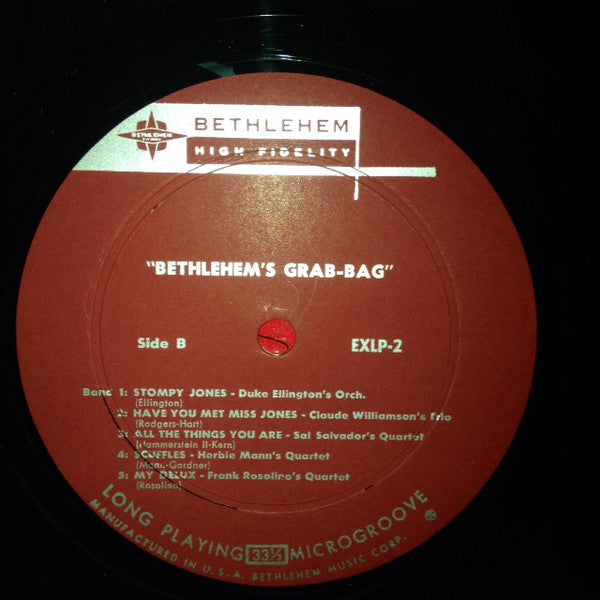 BETHLEHEM
BETHLEHEM
HIGH FIDELITY
"BETHLEHEM'S GRAB-BAG"
Side B
EXLP-2
Band 1: STOMPY JONES - Duke Ellington's Orch.
(Ellington)
2: HAVE YOU MET MISS JONES - Claude Williamson's Trio
(Rodgers-Hart)
3: ALL THE THINGS YOU ARE - Sal Salvador's Quartet
(Hammerstein II-Kern)
4: SCUFFLES - Herbie Mann's Quartet
(Mann-Gardner)
5: MY DELUX - Frank Rosolino's Quartet
(Rosolino)
LONG PLAYING 33⅓ MICROGROOVE
MANUFACTURED IN U.S.A. BETHLEHEM MUSIC CORP.